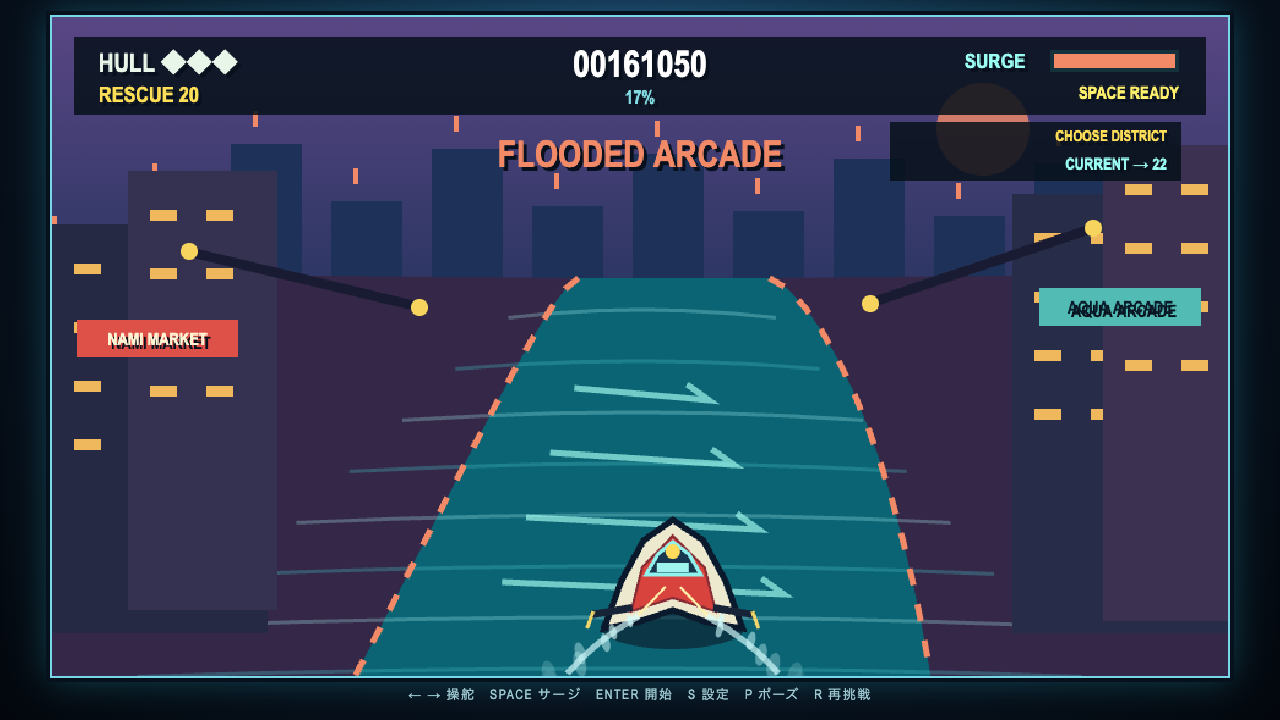 HULL
00161050
SURGE
RESCUE 20
17%
SPACE READY
FLOODED ARCADE
CHOOSE DISTRICT
CURRENT → 22
NAMI MARKET
AQUA ARCADE
← → 操舵 SPACE サージ ENTER 開始 S 設定 P ポーズ R 再挑戦